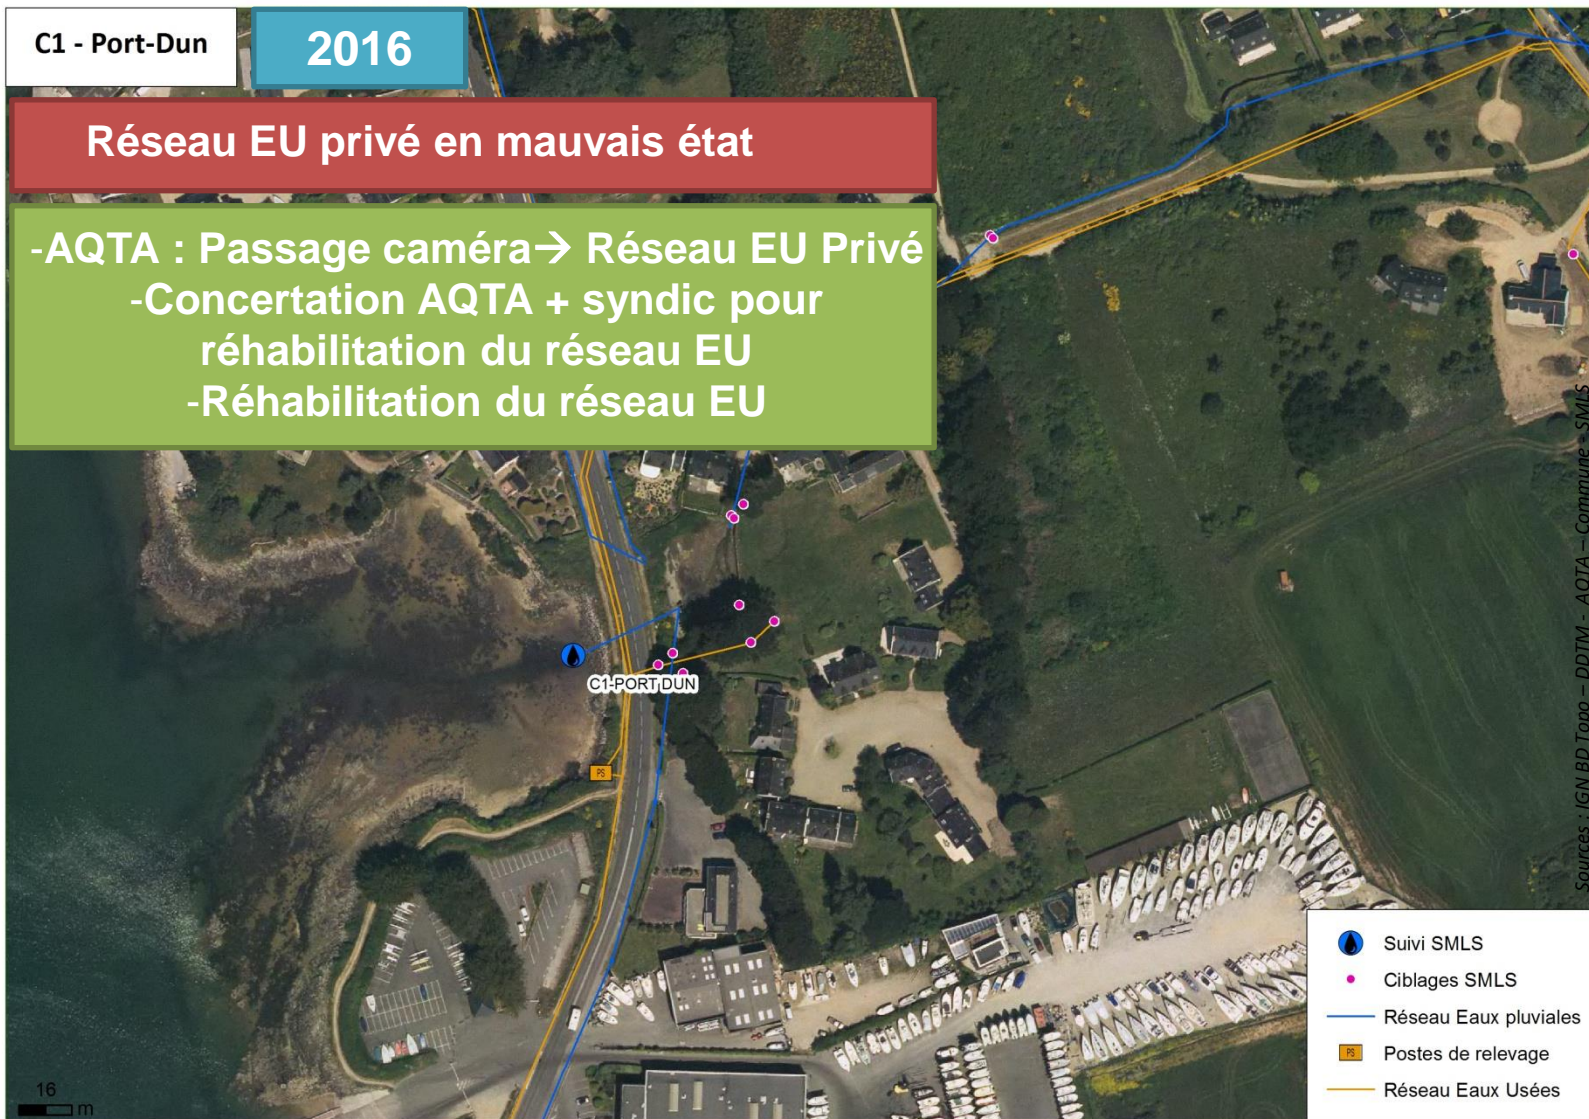 C1 - Port-Dun
2016
Réseau EU privé en mauvais état
-AQTA : Passage caméra→ Réseau EU Privé
-Concertation AQTA + syndic pour
réhabilitation du réseau EU
-Réhabilitation du réseau EU
C1-PORT DUN
PS
Sources : IGN BD Topo – DDTM - AQTA – Commune - SMLS
Suivi SMLS
Ciblages SMLS
Réseau Eaux pluviales
PS
Postes de relevage
Réseau Eaux Usées
16
m